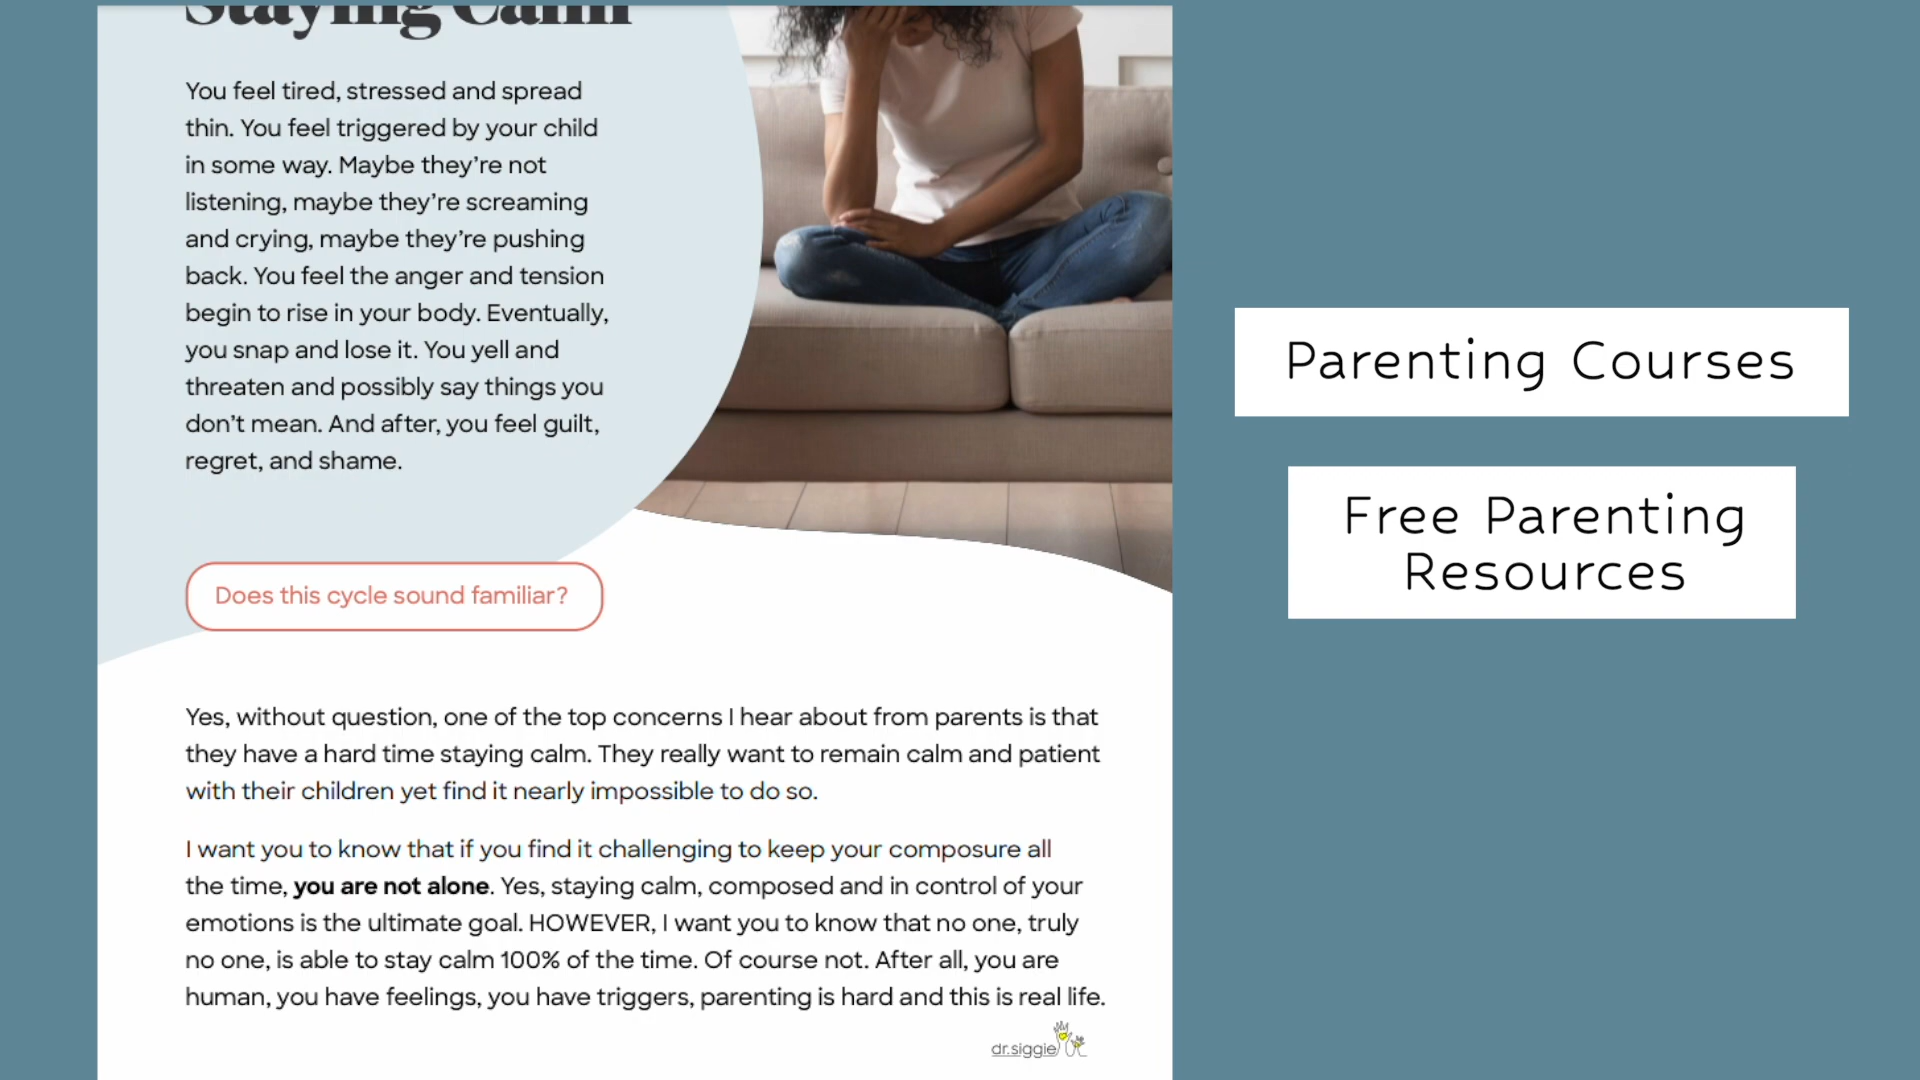 Staying Calm
You feel tired, stressed and spread
thin. You feel triggered by your child
in some way. Maybe they’re not
listening, maybe they’re screaming
and crying, maybe they’re pushing
back. You feel the anger and tension
begin to rise in your body. Eventually,
you snap and lose it. You yell and
threaten and possibly say things you
don’t mean. And after, you feel guilt,
regret, and shame.
Does this cycle sound familiar?
Yes, without question, one of the top concerns I hear about from parents is that
they have a hard time staying calm. They really want to remain calm and patient
with their children yet find it nearly impossible to do so.
I want you to know that if you find it challenging to keep your composure all
the time, you are not alone. Yes, staying calm, composed and in control of your
emotions is the ultimate goal. HOWEVER, I want you to know that no one, truly
no one, is able to stay calm 100% of the time. Of course not. After all, you are
human, you have feelings, you have triggers, parenting is hard and this is real life.
dr.siggie
Parenting Courses
Free Parenting
Resources